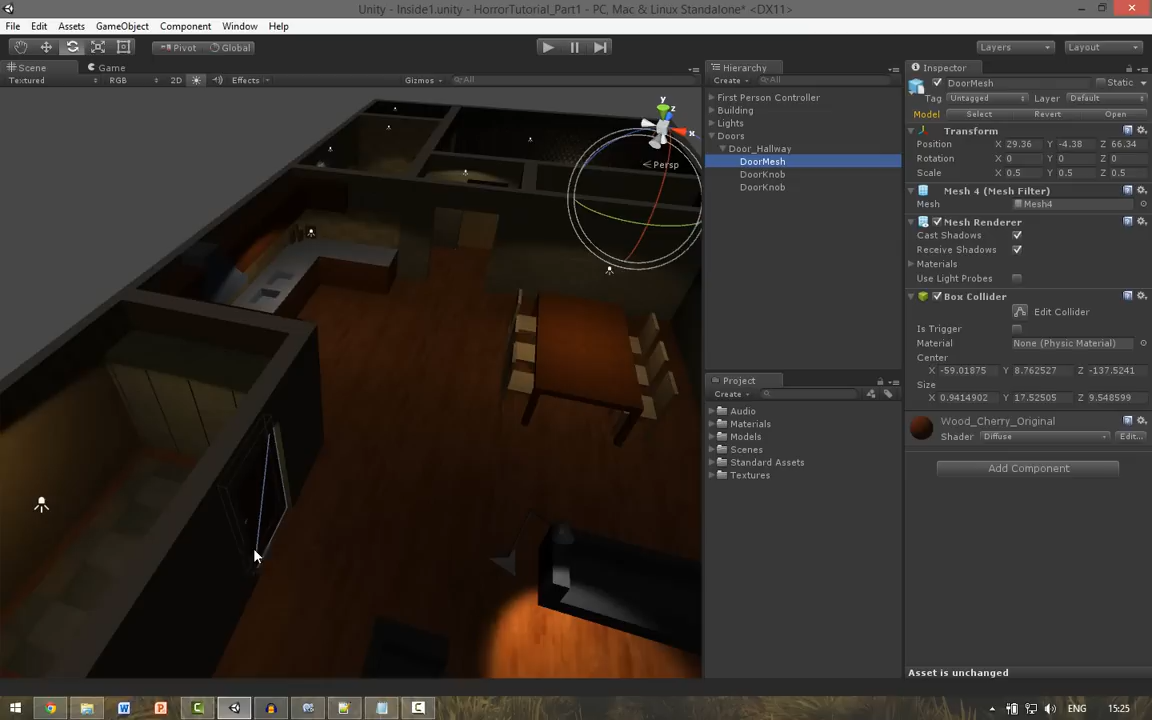 Unity - Inside1.unity - HorrorTutorial_Part1 - PC, Mac & Linux Standalone* <DX11>
File Edit Assets GameObject Component Window Help
Pivot Global Layers Layout
Scene Game Hierarchy Inspector
Textured RGB 2D Effects Gizmos All Create All
DoorMesh Static
First Person Controller Tag Untagged Layer Default
Building Model Select Revert Open
Lights
Doors Transform
Door_Hallway Position X 29.36 Y -4.38 Z 66.34
DoorMesh Rotation X 0 Y 0 Z 0
DoorKnob Scale X 0.5 Y 0.5 Z 0.5
DoorKnob Mesh 4 (Mesh Filter)
Mesh Mesh4
Mesh Renderer
Cast Shadows
Receive Shadows
Materials
Use Light Probes
Box Collider
Edit Collider
Is Trigger
Material None (Physic Material)
Center
X -59.01875 Y 8.762527 Z -137.5241
Size
X 0.9414902 Y 17.52505 Z 9.548599
Wood_Cherry_Original
Shader Diffuse Edit...
Add Component
y
z
x
Persp
Project
Create
Audio
Materials
Models
Scenes
Standard Assets
Textures
Asset is unchanged
ENG 15:25